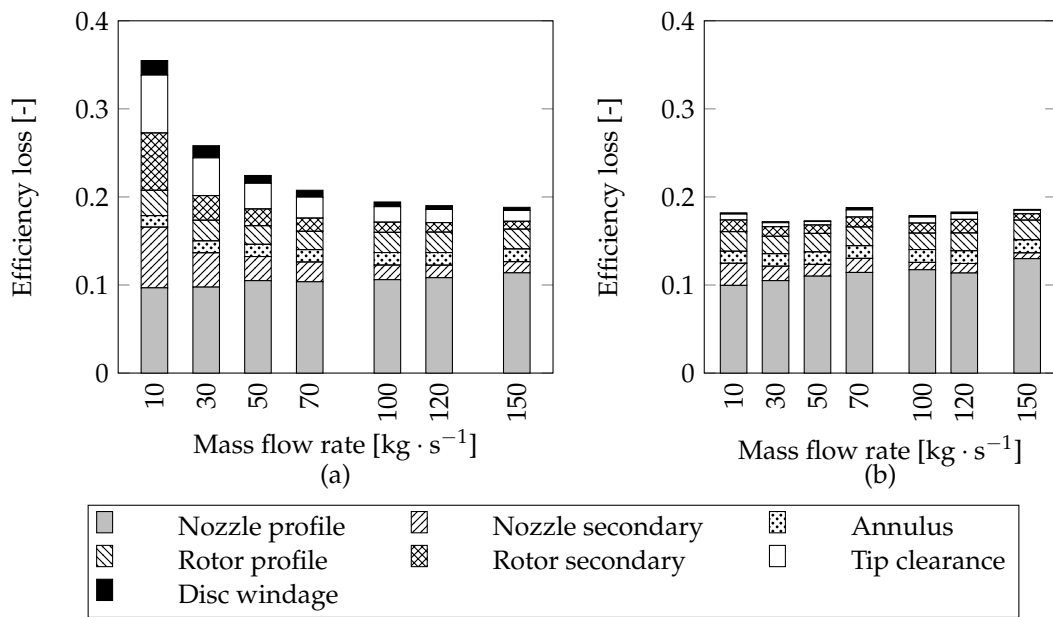 0.4
0.3
0.2
0.1
0
Efficiency loss [-]
10
30
50
70
100
120
150
Mass flow rate [kg · s⁻¹]
(a)
0.4
0.3
0.2
0.1
0
Efficiency loss [-]
10
30
50
70
100
120
150
Mass flow rate [kg · s⁻¹]
(b)
Nozzle profile Nozzle secondary Annulus
Rotor profile Rotor secondary Tip clearance
Disc windage